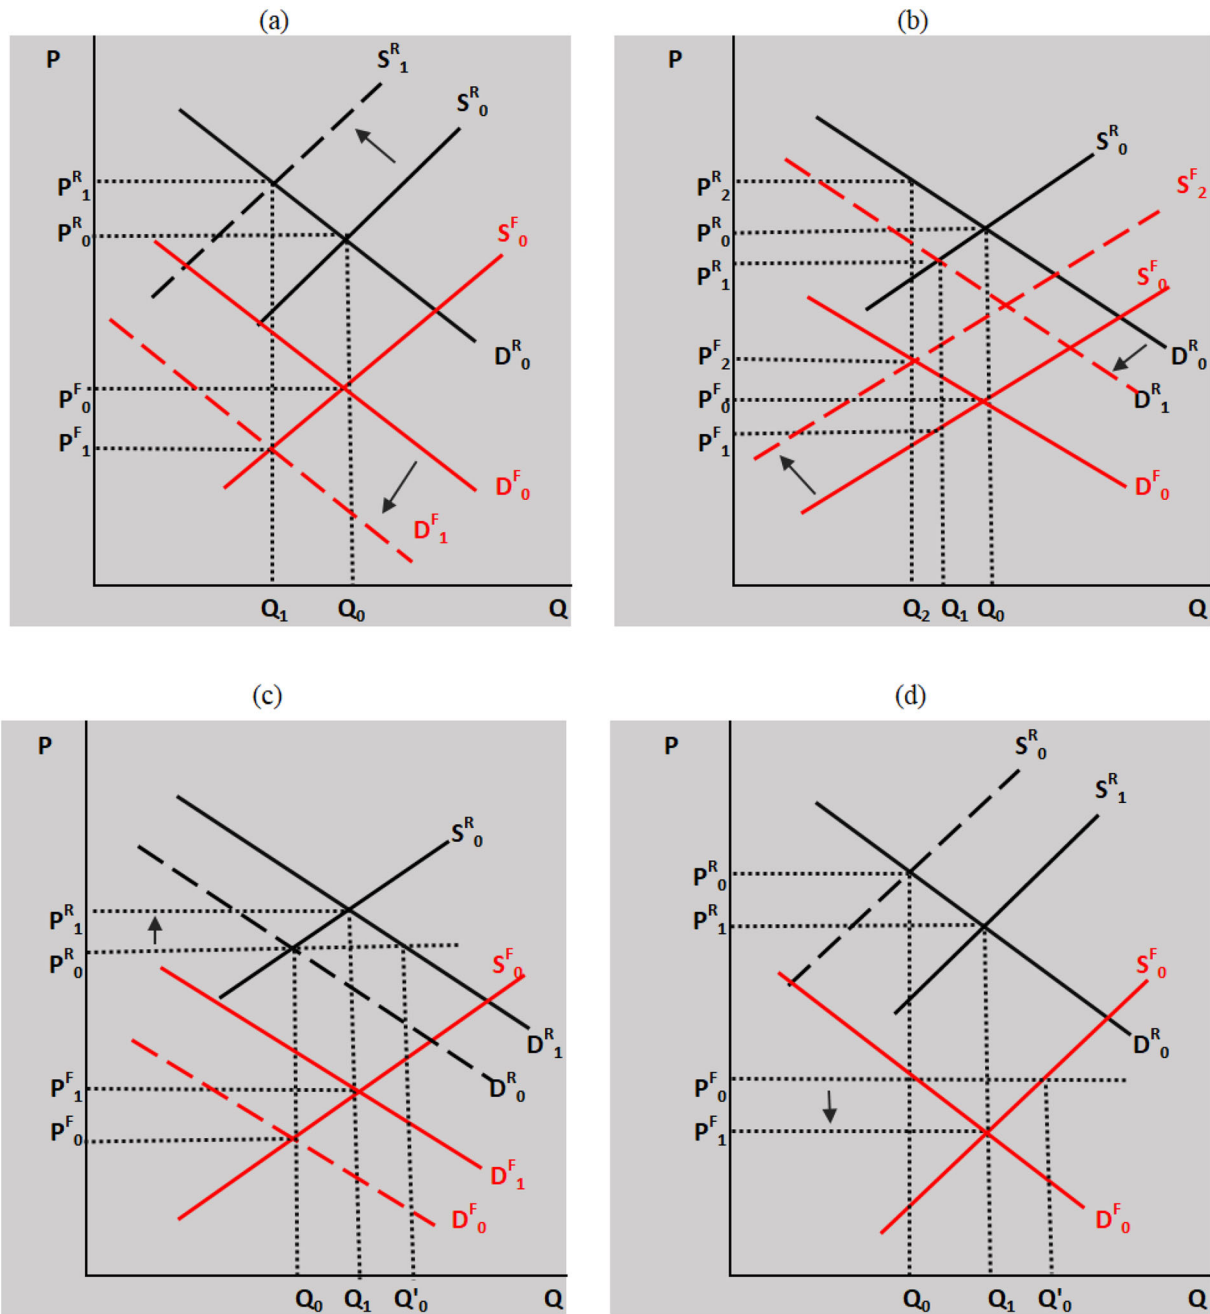 (a)
P
S^R_1
S^R_0
P^R_1
P^R_0
S^F_0
D^R_0
P^F_0
P^F_1
D^F_0
D^F_1
Q_1
Q_0
Q
(b)
P
S^R_0
P^R_2
S^F_2
P^R_0
P^R_1
S^F_0
P^F_2
D^R_0
P^F_0
D^R_1
P^F_1
D^F_0
Q_2
Q_1
Q_0
Q
(c)
P
S^R_0
P^R_1
P^R_0
S^F_0
D^R_1
P^F_1
D^R_0
P^F_0
D^F_1
D^F_0
Q_0
Q_1
Q'_0
Q
(d)
P
S^R_0
S^R_1
P^R_0
P^R_1
S^F_0
D^R_0
P^F_0
P^F_1
D^F_0
Q_0
Q_1
Q'_0
Q